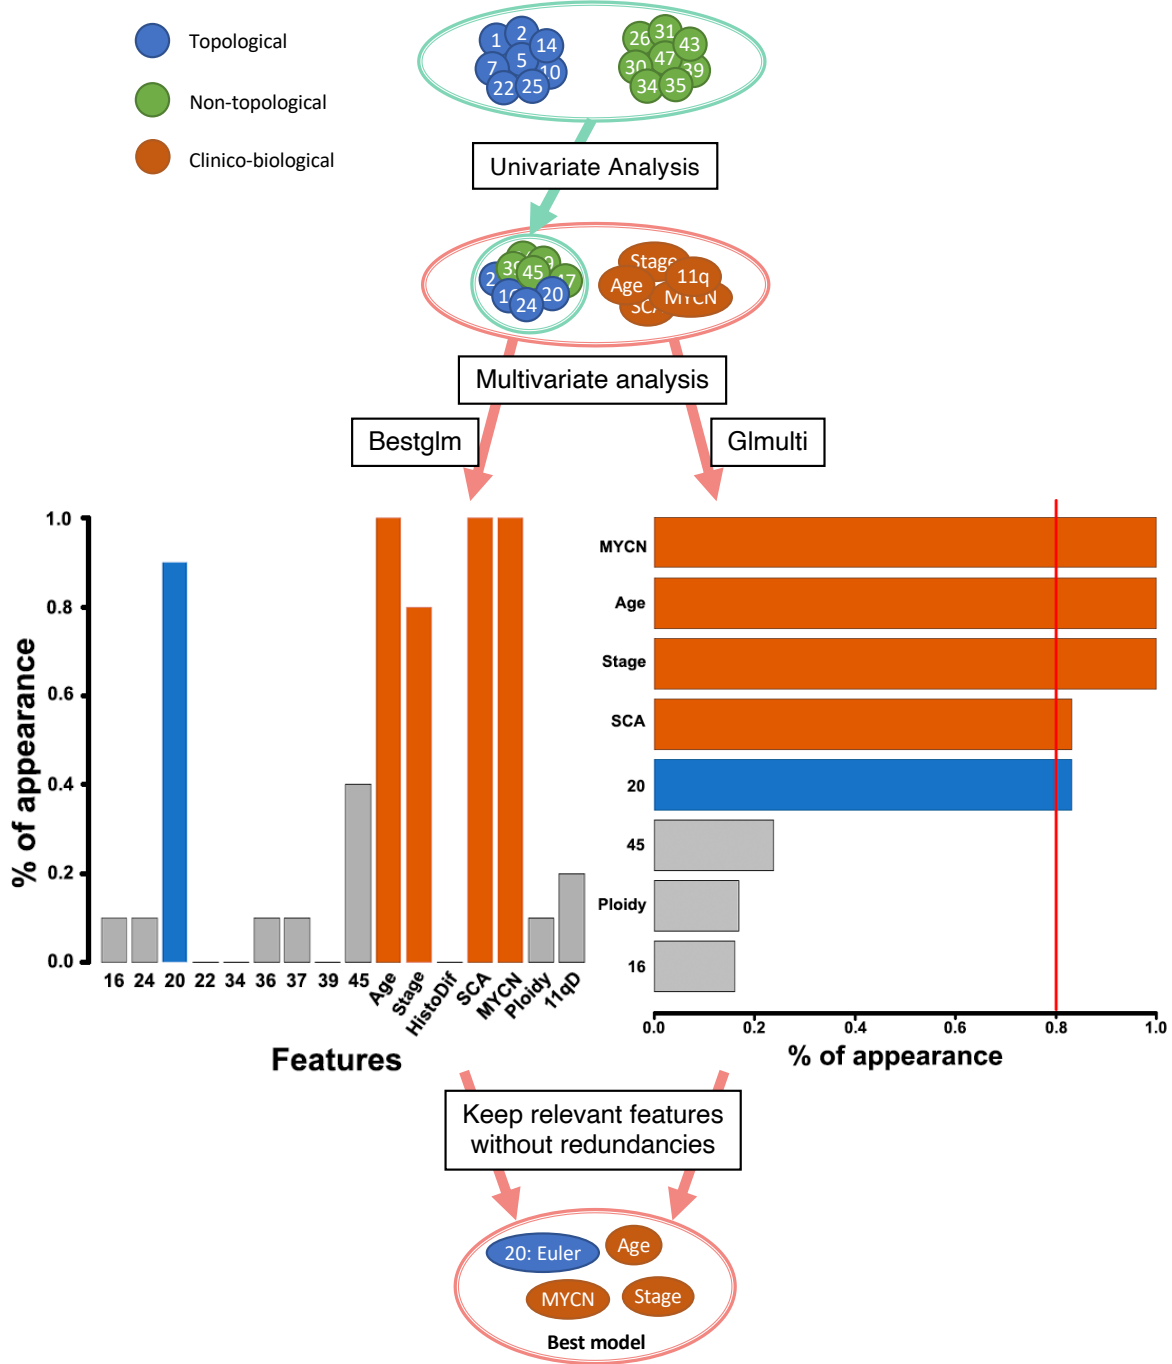 Topological
Non-topological
Clinico-biological
1 2 14
7 5 10
22 25
26 31 43
30 47 39
34 35
Univariate Analysis
45
20
24
Stage
11q
Age
MYCN
Multivariate analysis
Bestglm
Glmulti
1.0
0.8
0.6
0.4
0.2
0.0
% of appearance
16 24 20 22 34 36 37 39 45 Age Stage HistoDif SCA MYCN Ploidy 11qD
Features
MYCN
Age
Stage
SCA
20
45
Ploidy
16
0.0 0.2 0.4 0.6 0.8 1.0
% of appearance
Keep relevant features
without redundancies
20: Euler
Age
MYCN
Stage
Best model